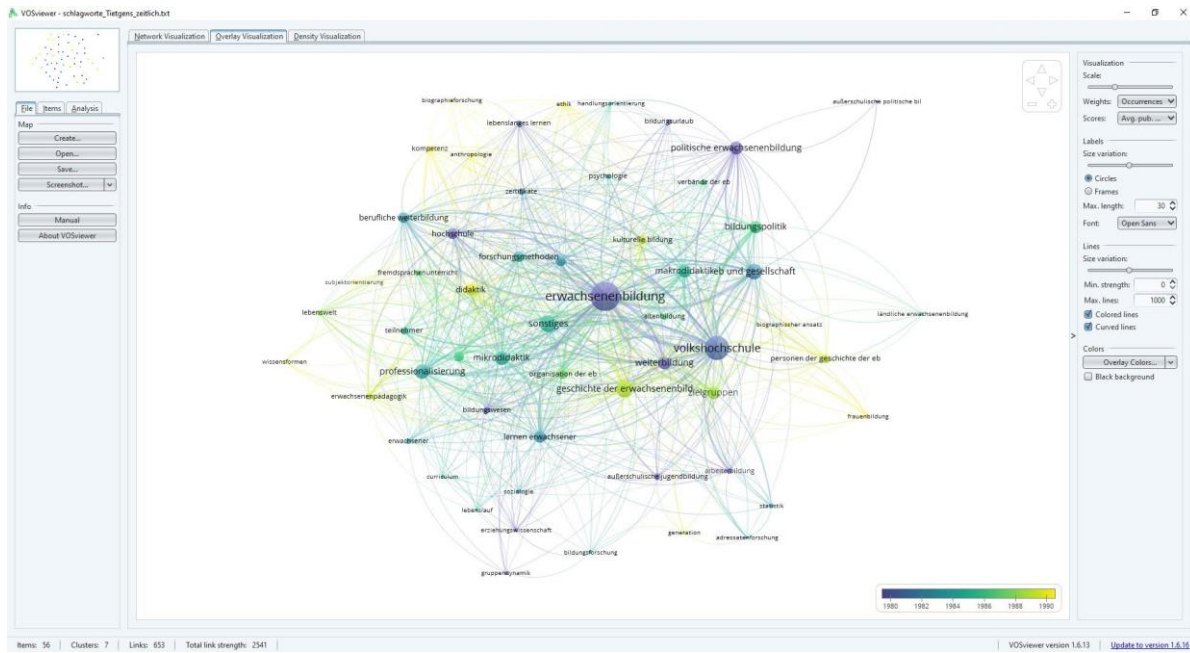 VOSviewer - schlagworte_Tietgens_zeitlich.txt
Network Visualization Overlay Visualization Density Visualization
File Items Analysis
Map
Create...
Open...
Save...
Screenshot...
Info
Manual
About VOSviewer
biographieforschung
ethik
handlungsorientierung
außerschulische politische bil
lebenslanges lernen
bildungsurlaub
kompetenz
anthropologie
politische erwachsenenbildung
psychologie
verbände der eb
zertifikate
berufliche weiterbildung
bildungspolitik
hochschule
kulturelle bildung
forschungsmethoden
fremdsprachenunterricht
makrodidaktik
eb und gesellschaft
subjektorientierung
didaktik
erwachsenenbildung
lebenswelt
altenbildung
ländliche erwachsenenbildung
sonstiges
biographischer ansatz
teilnehmer
volkshochschule
wissensformen
mikrodidaktik
weiterbildung
personen der geschichte der eb
professionalisierung
organisation der eb
geschichte der erwachsenenbild
zielgruppen
erwachsenenpädagogik
bildungswesen
frauenbildung
erwachsener
lernen erwachsener
curriculum
außerschulische jugendbildung
arbeiterbildung
soziologie
lebenslauf
statistik
erziehungswissenschaft
generation
adressatenforschung
bildungsforschung
gruppendynamik
1980 1982 1984 1986 1988 1990
Visualization
Scale:
Weights: Occurrences
Scores: Avg. pub. ...
Labels
Size variation:
Circles
Frames
Max. length: 30
Font: Open Sans
Lines
Size variation:
Min. strength: 0
Max. lines: 1000
Colored lines
Curved lines
>
Colors
Overlay Colors...
Black background
Items: 56 | Clusters: 7 | Links: 653 | Total link strength: 2541 |
VOSviewer version 1.6.13 | Update to version 1.6.16